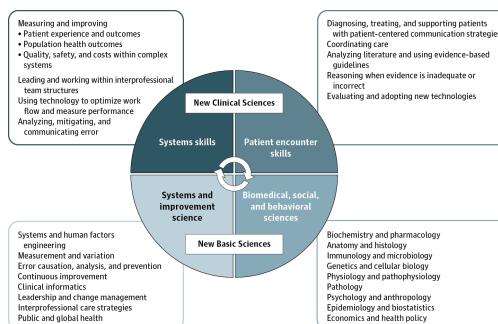 Measuring and improving
• Patient experience and outcomes
• Population health outcomes
• Quality, safety, and costs within complex
systems
Leading and working within interprofessional
team structures
Using technology to optimize work
flow and measure performance
Analyzing, mitigating, and
communicating error
Diagnosing, treating, and supporting patients
with patient-centered communication strategies
Coordinating care
Analyzing literature and using evidence-based
guidelines
Reasoning when evidence is inadequate or
incorrect
Evaluating and adopting new technologies
New Clinical Sciences
Systems skills
Patient encounter
skills
Systems and
improvement
science
Biomedical, social,
and behavioral
sciences
New Basic Sciences
Systems and human factors
engineering
Measurement and variation
Error causation, analysis, and prevention
Continuous improvement
Clinical informatics
Leadership and change management
Interprofessional care strategies
Public and global health
Biochemistry and pharmacology
Anatomy and histology
Immunology and microbiology
Genetics and cellular biology
Physiology and pathophysiology
Pathology
Psychology and anthropology
Epidemiology and biostatistics
Economics and health policy